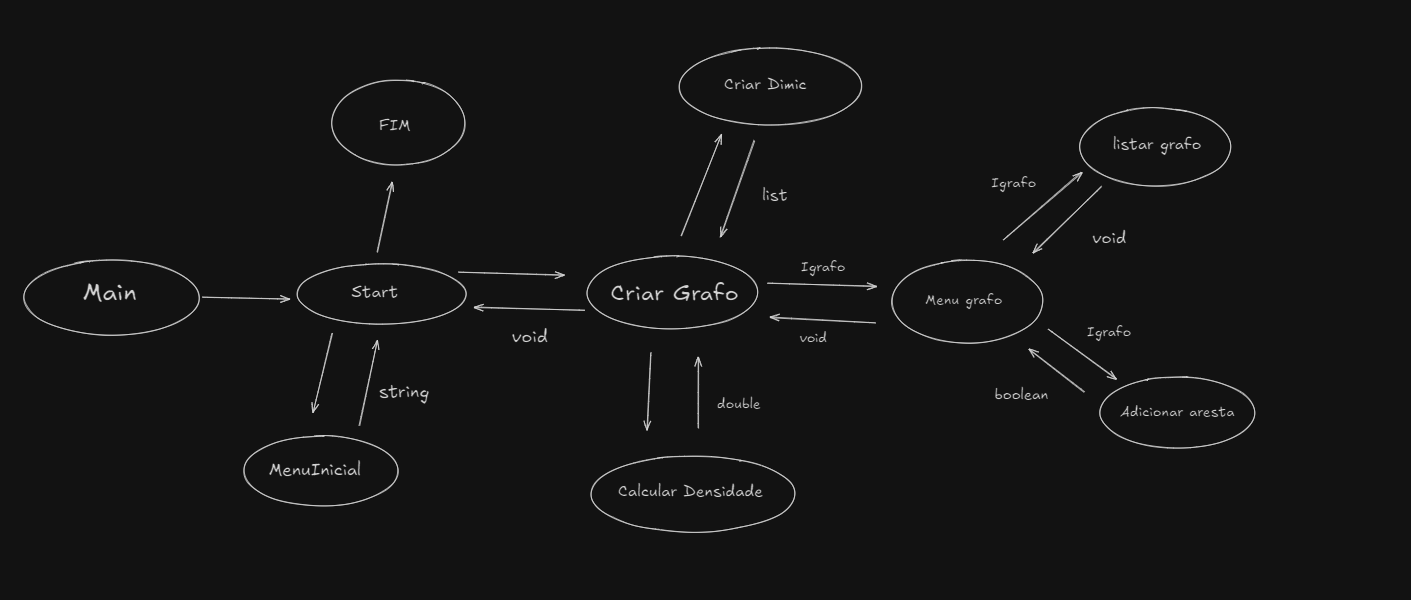 Criar Dimic
FIM
listar grafo
Igrafo
list
void
Main
Start
Criar Grafo
Igrafo
Menu grafo
void
void
Igrafo
string
double
boolean
Adicionar aresta
MenuInicial
Calcular Densidade